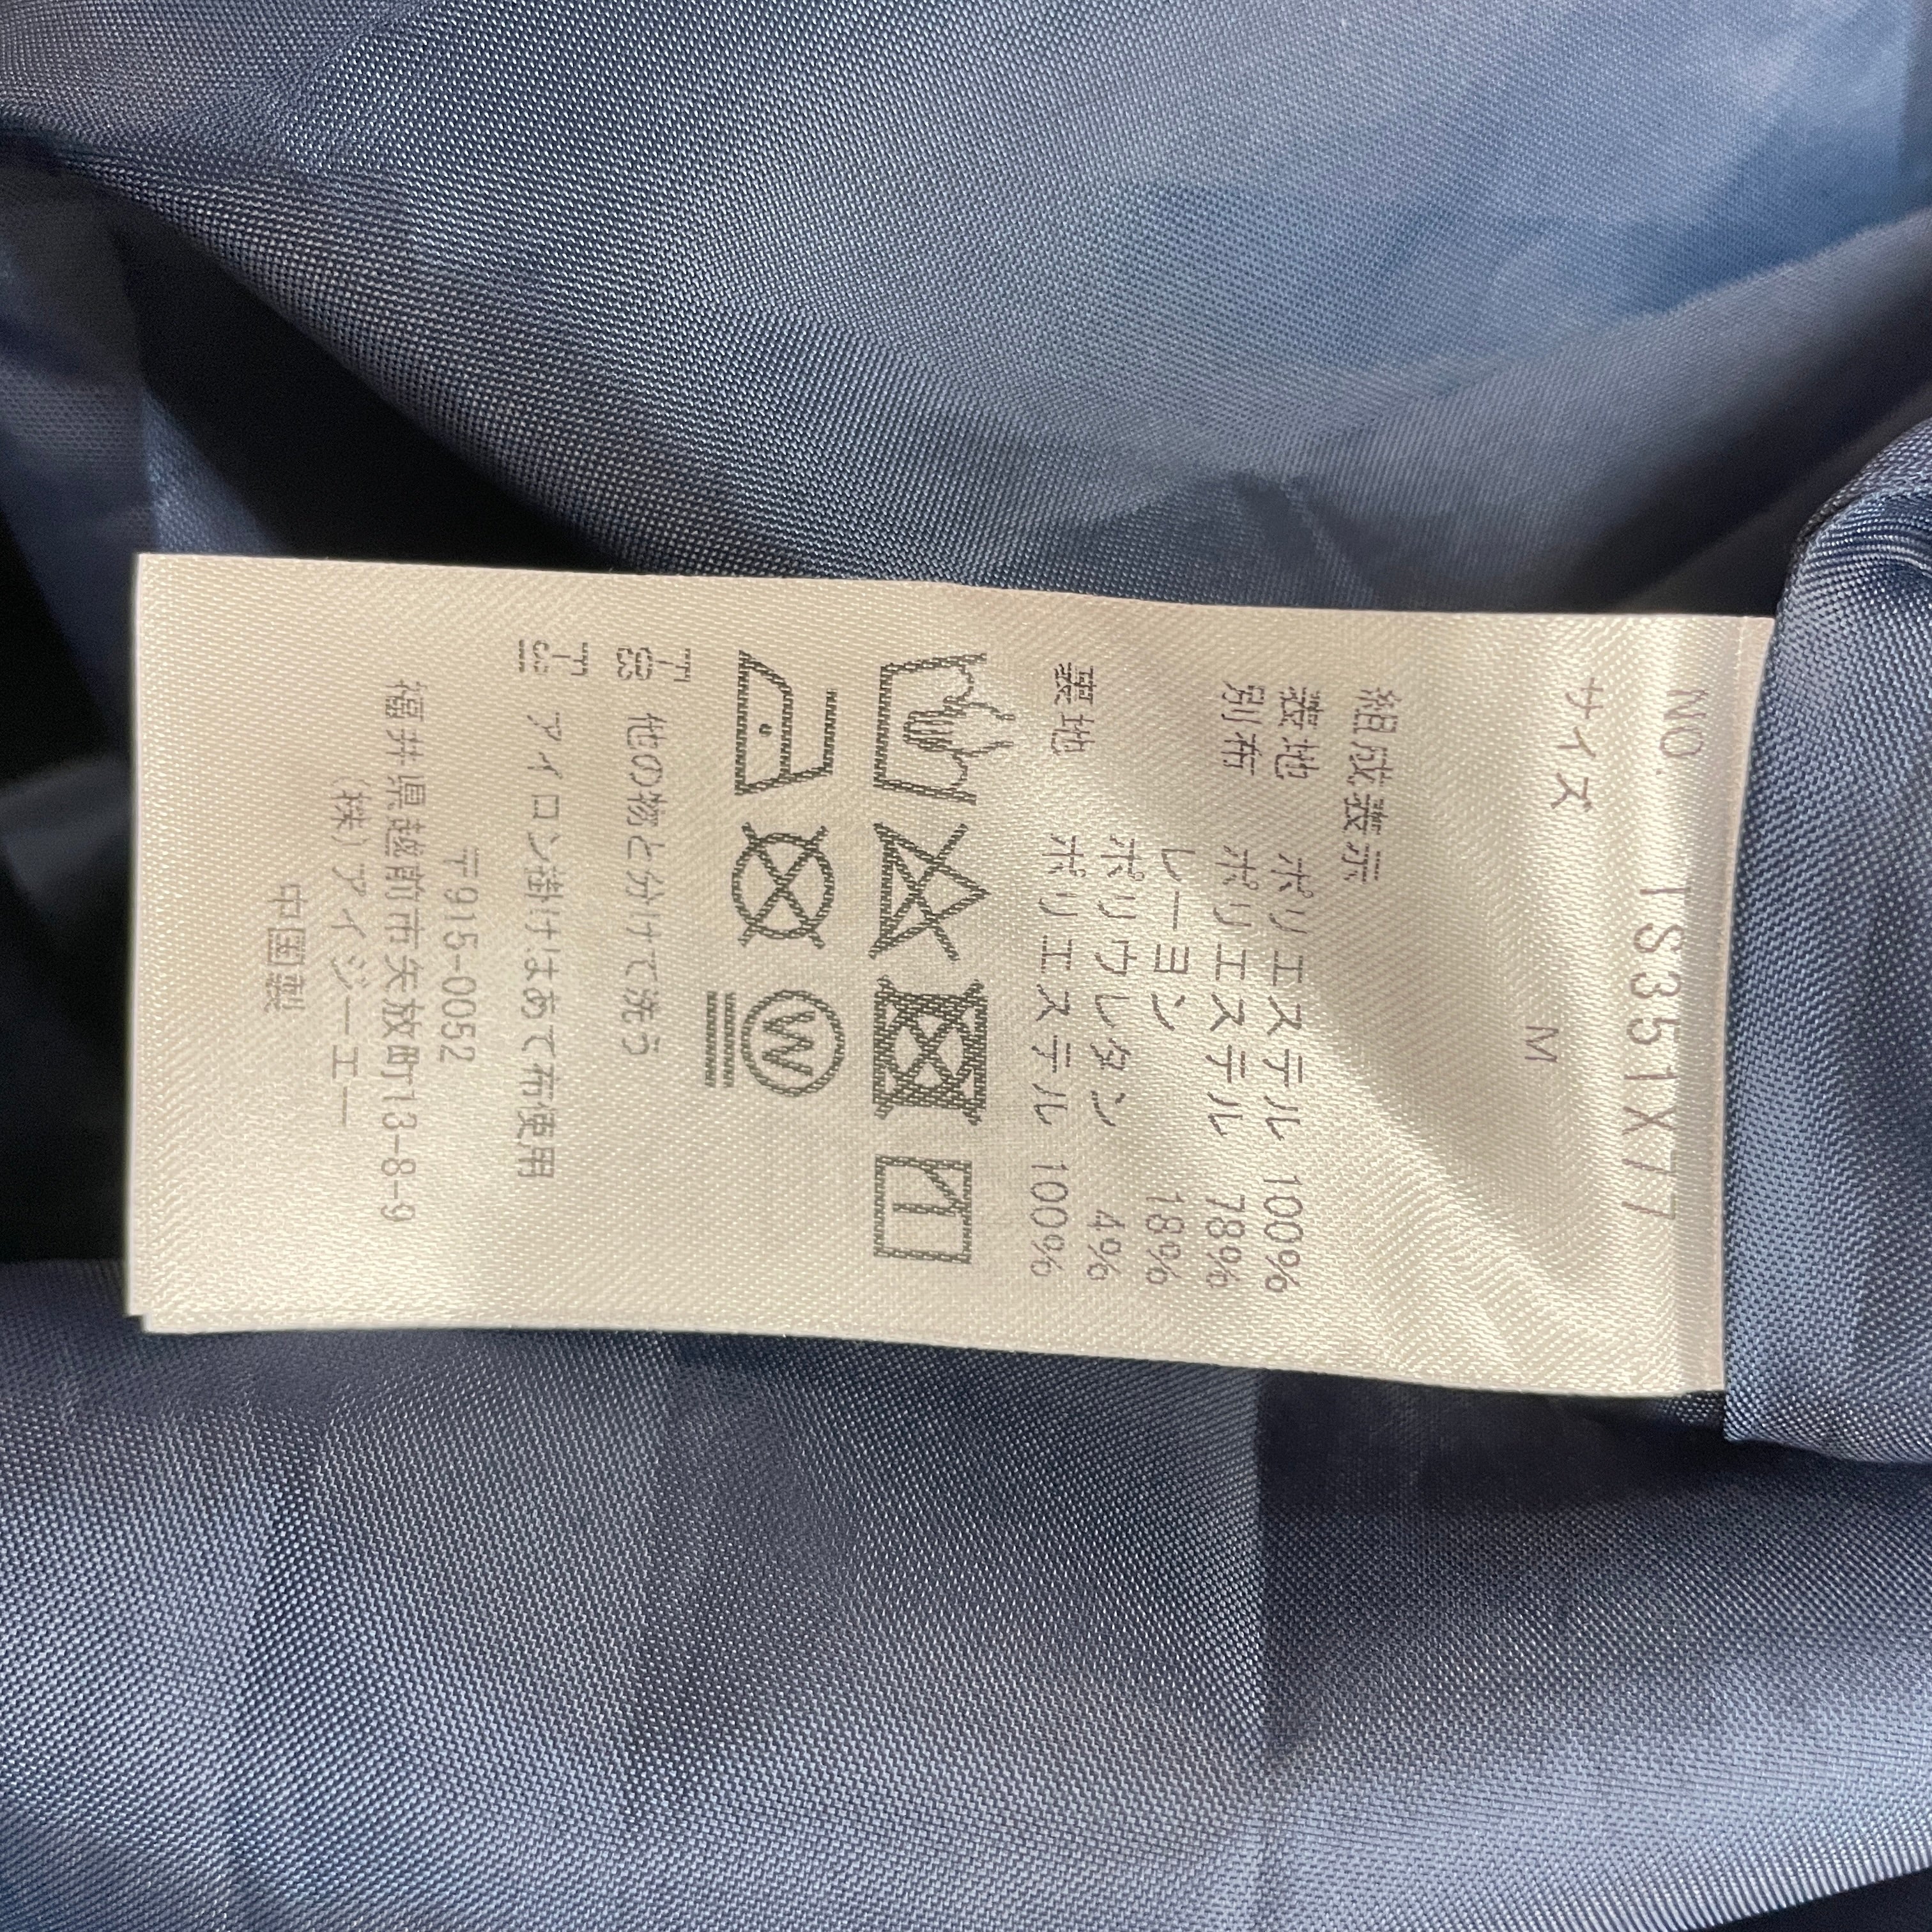 NO. TS351X77
サイズ M
組成表示
表地 ポリエステル 100%
別布 ポリエステル 78%
レーヨン 18%
ポリウレタン 4%
裏地 ポリエステル 100%
W
他の物と分けて洗う
アイロン掛けはあて布使用
〒915-0052
福井県越前市矢放町13-8-9
(株)アイジーエー
中国製